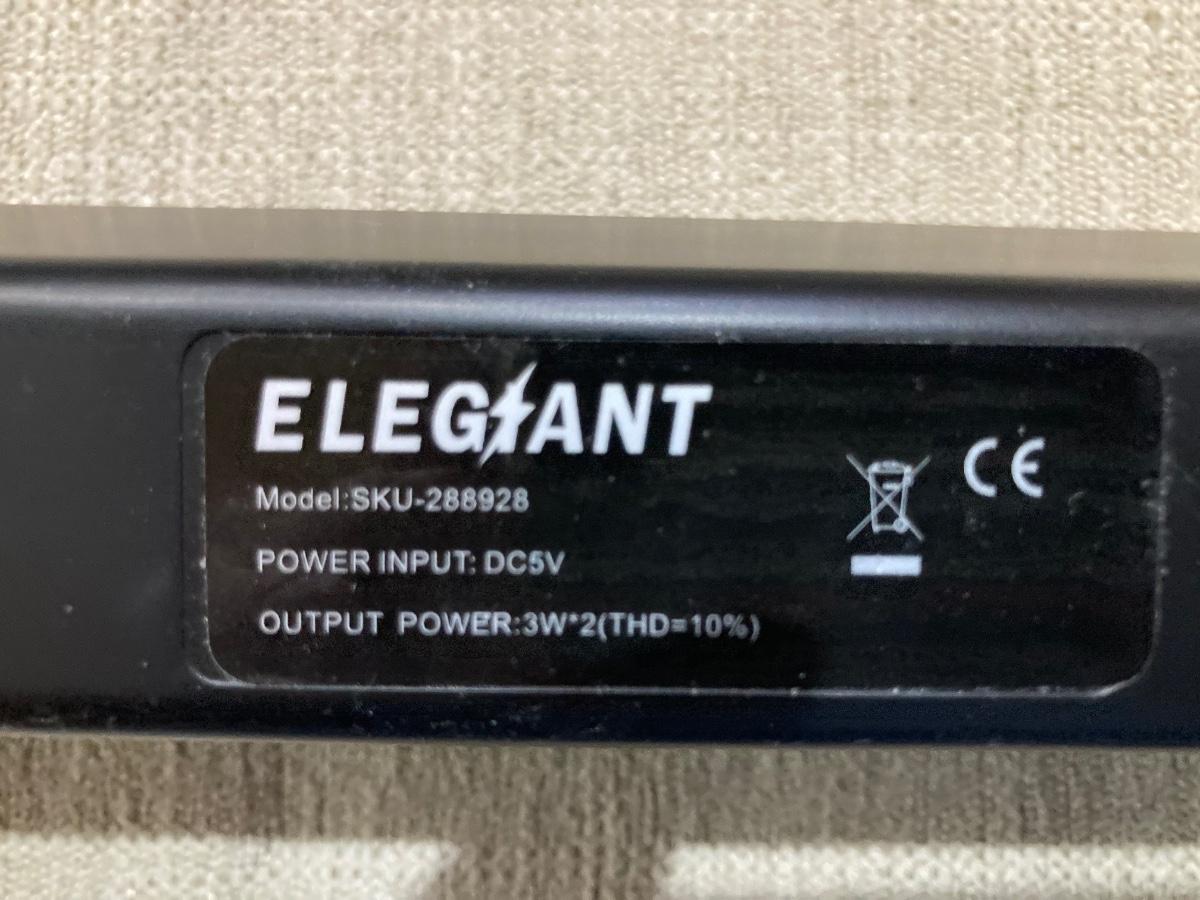 ELEGIANT
CE
Model:SKU-288928
POWER INPUT: DC5V
OUTPUT POWER:3W*2(THD=10%)